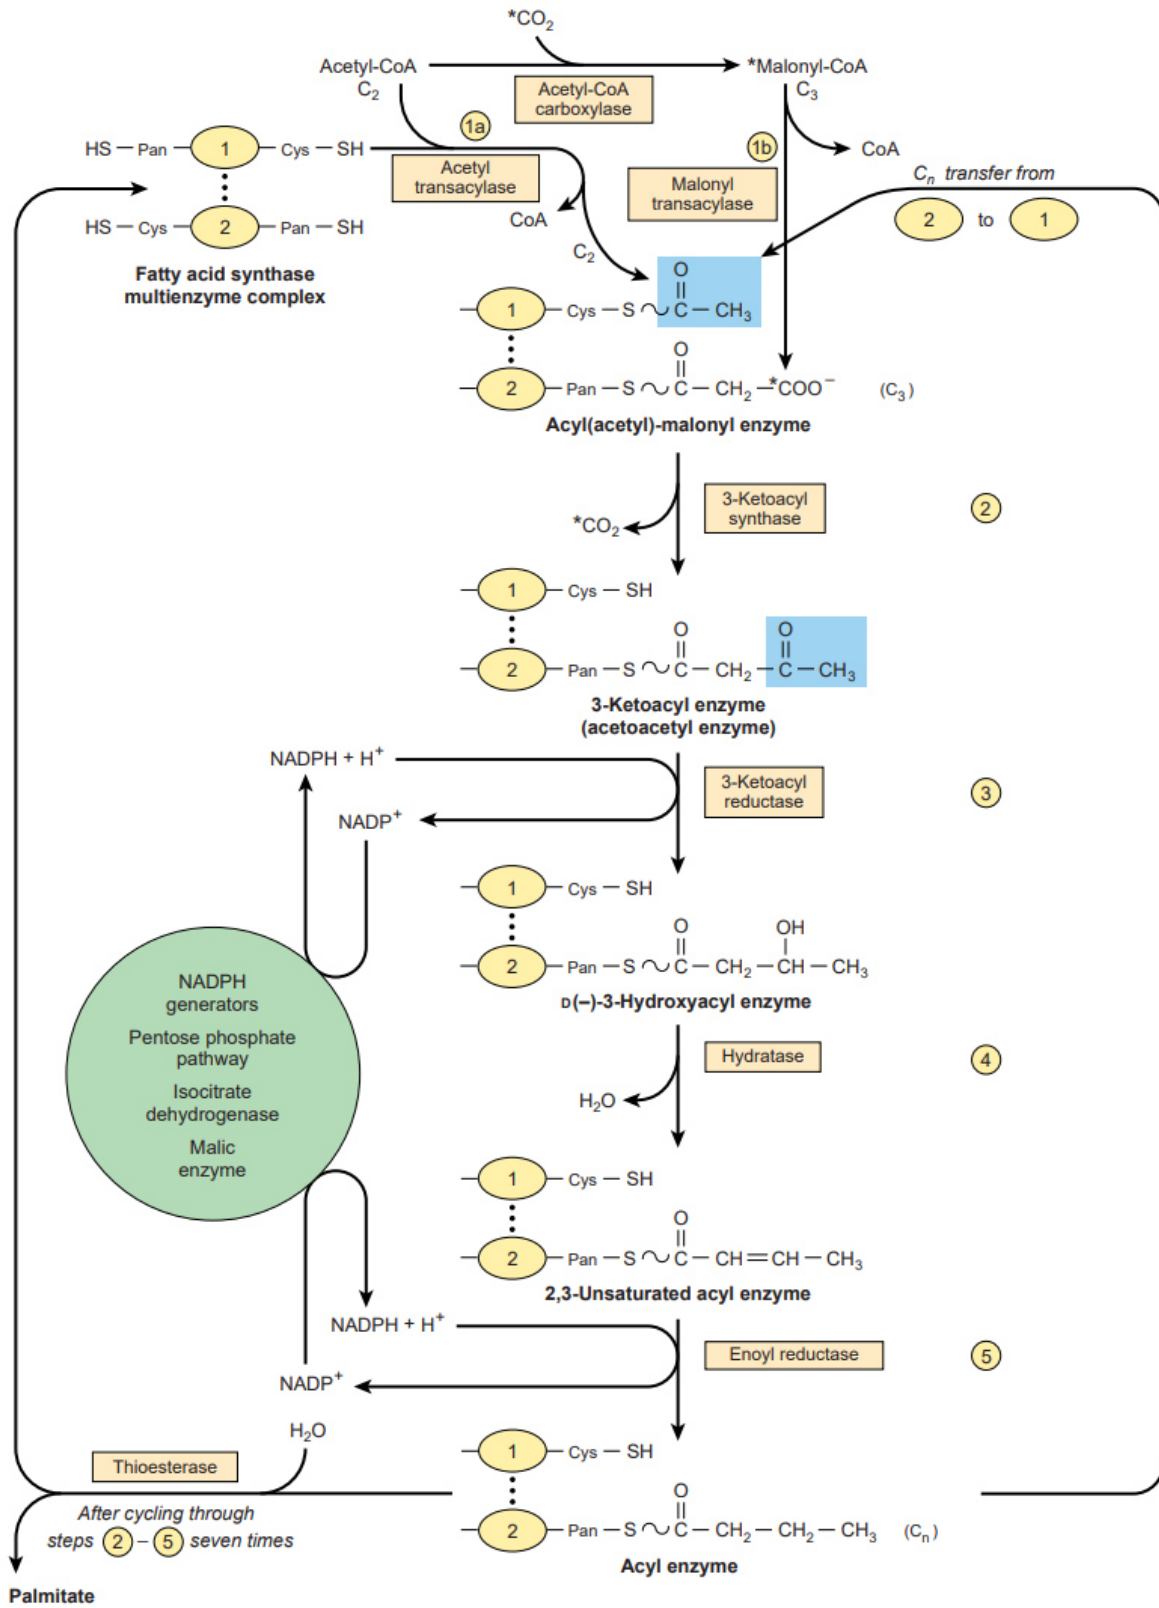 *CO₂
Acetyl-CoA
C₂
*Malonyl-CoA
C₃
Acetyl-CoA
carboxylase
1a
1b
HS – Pan – 1 – Cys – SH
Acetyl
transacylase
Malonyl
transacylase
CoA
Cₙ transfer from
2 to 1
HS – Cys – 2 – Pan – SH
CoA
C₂
Fatty acid synthase
multienzyme complex
O
1 – Cys – S ~ C – CH₃
O
2 – Pan – S ~ C – CH₂ – *COO⁻ (C₃)
Acyl(acetyl)-malonyl enzyme
3-Ketoacyl
synthase
2
*CO₂
1 – Cys – SH
O O
2 – Pan – S ~ C – CH₂ – C – CH₃
3-Ketoacyl enzyme
(acetoacetyl enzyme)
NADPH + H⁺
3-Ketoacyl
reductase
3
NADP⁺
1 – Cys – SH
O OH
2 – Pan – S ~ C – CH₂ – CH – CH₃
D(–)-3-Hydroxyacyl enzyme
NADPH
generators
Pentose phosphate
pathway
Isocitrate
dehydrogenase
Malic
enzyme
Hydratase
4
H₂O
1 – Cys – SH
O
2 – Pan – S ~ C – CH = CH – CH₃
2,3-Unsaturated acyl enzyme
NADPH + H⁺
Enoyl reductase
5
NADP⁺
H₂O
1 – Cys – SH
Thioesterase
After cycling through
steps 2 – 5 seven times
O
2 – Pan – S ~ C – CH₂ – CH₂ – CH₃ (Cₙ)
Acyl enzyme
Palmitate